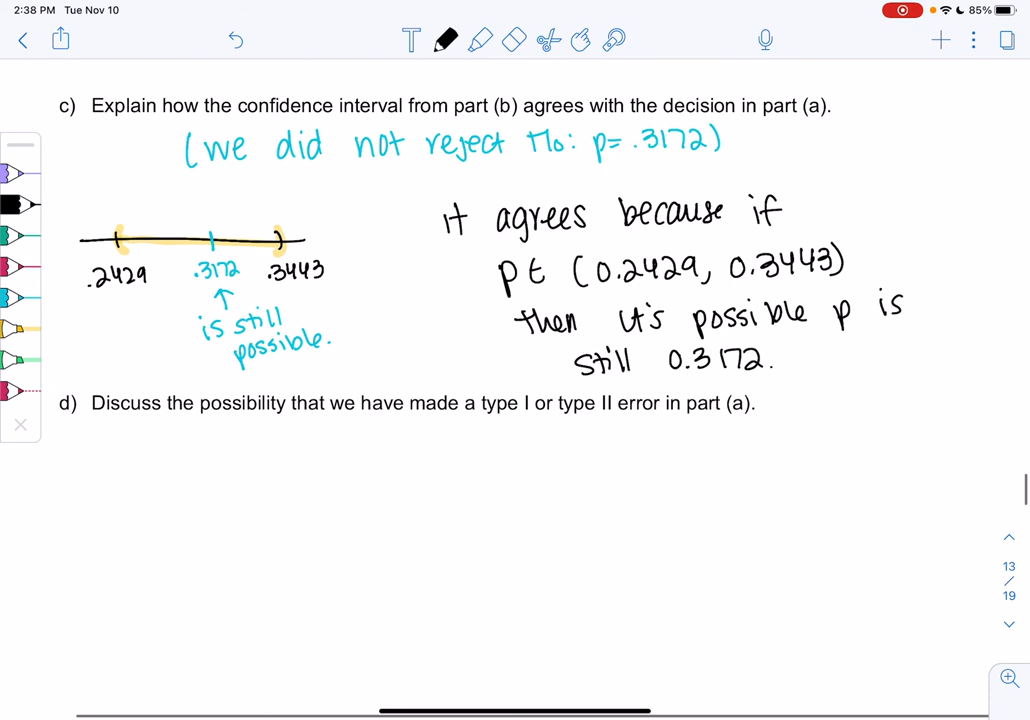 2:38 PM Tue Nov 10
85%
T
c) Explain how the confidence interval from part (b) agrees with the decision in part (a).
(we did not reject Ho: p= .3172)
it agrees because if
p ∈ (0.2429, 0.3443)
then it's possible p is
still 0.3172.
.2429 .3172 .3443
is still
possible.
d) Discuss the possibility that we have made a type I or type II error in part (a).
13
/
19